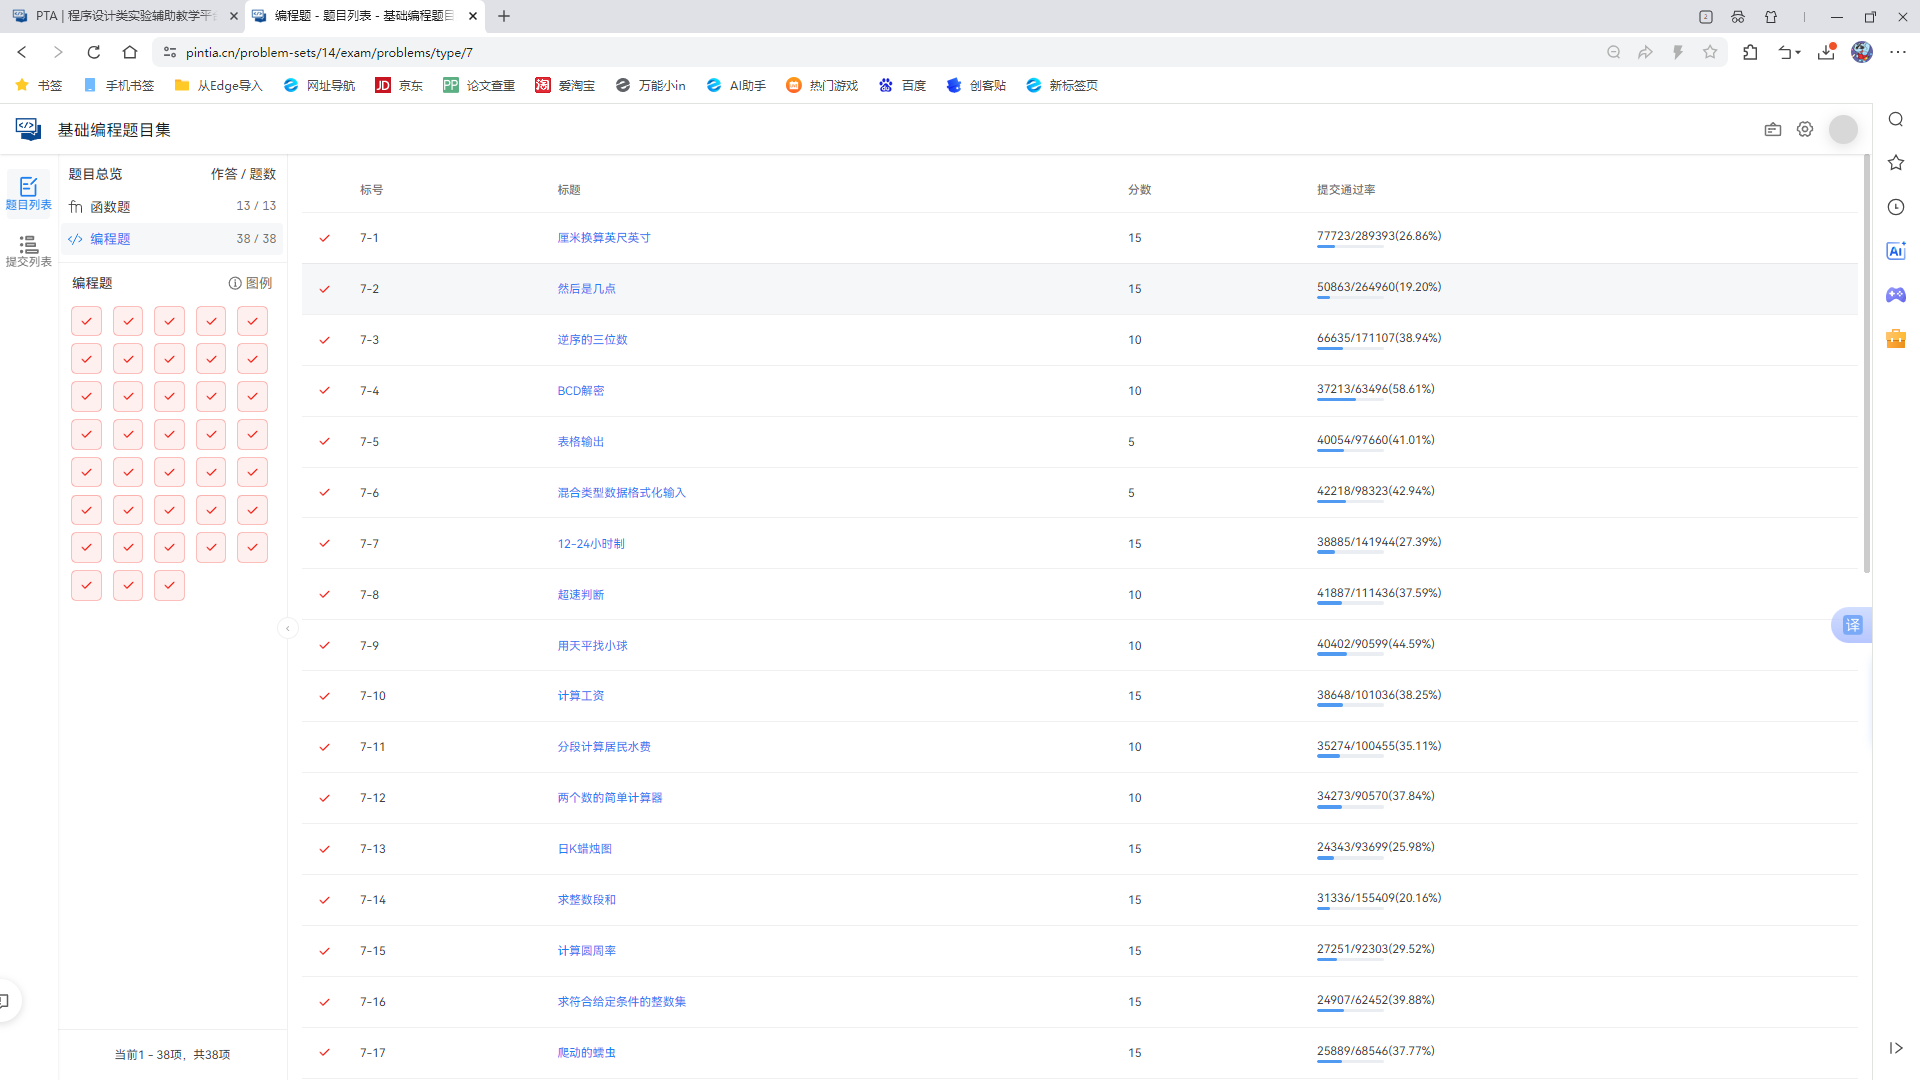 PTA | 程序设计类实验辅助教学平台
编程题 - 题目列表 - 基础编程题目
2
pintia.cn/problem-sets/14/exam/problems/type/7
书签 手机书签 从Edge导入 网址导航 JD 京东 PP 论文查重 淘 爱淘宝 万能小in AI助手 热门游戏 百度 创客贴 新标签页
基础编程题目集
题目列表
提交列表
题目总览 作答 / 题数
fn 函数题 13 / 13
</> 编程题 38 / 38
编程题 图例
当前1 - 38项，共38项
标号 标题 分数 提交通过率
7-1 厘米换算英尺英寸 15 77723/289393(26.86%)
7-2 然后是几点 15 50863/264960(19.20%)
7-3 逆序的三位数 10 66635/171107(38.94%)
7-4 BCD解密 10 37213/63496(58.61%)
7-5 表格输出 5 40054/97660(41.01%)
7-6 混合类型数据格式化输入 5 42218/98323(42.94%)
7-7 12-24小时制 15 38885/141944(27.39%)
7-8 超速判断 10 41887/111436(37.59%)
7-9 用天平找小球 10 40402/90599(44.59%)
7-10 计算工资 15 38648/101036(38.25%)
7-11 分段计算居民水费 10 35274/100455(35.11%)
7-12 两个数的简单计算器 10 34273/90570(37.84%)
7-13 日K蜡烛图 15 24343/93699(25.98%)
7-14 求整数段和 15 31336/155409(20.16%)
7-15 计算圆周率 15 27251/92303(29.52%)
7-16 求符合给定条件的整数集 15 24907/62452(39.88%)
7-17 爬动的蠕虫 15 25889/68546(37.77%)
AI
译